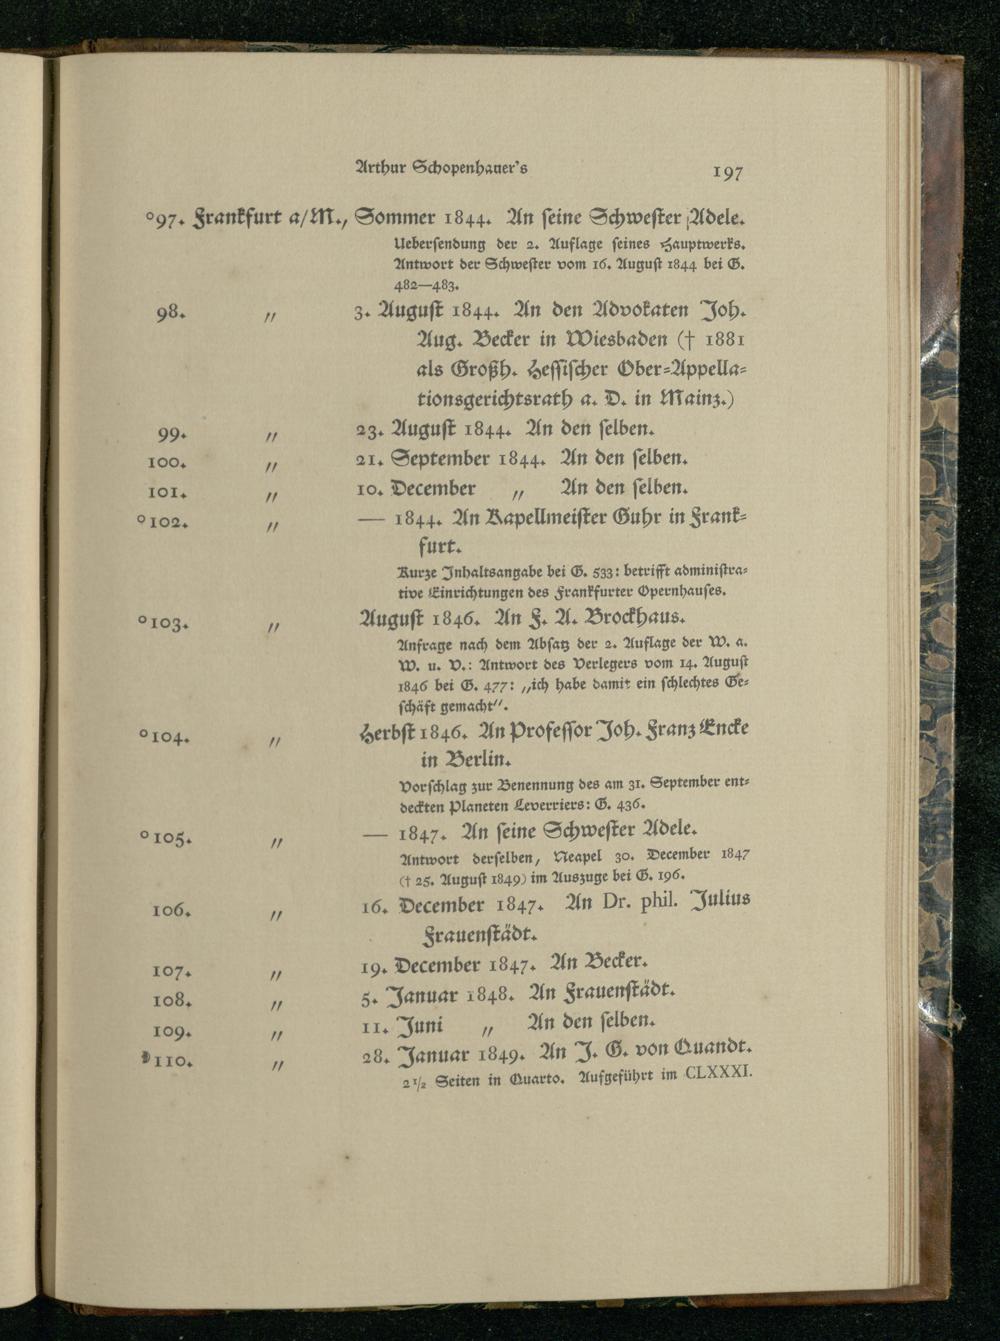 Arthur Schopenhauer's 197
°97. Frankfurt a/M., Sommer 1844. An seine Schwester Adele.
Uebersendung der 2. Auflage seines Hauptwerks.
Antwort der Schwester vom 16. August 1844 bei G.
482—483.
98. „ 3. August 1844. An den Advokaten Joh.
Aug. Becker in Wiesbaden († 1881
als Großh. Hessischer Ober-Appella-
tionsgerichtsrath a. D. in Mainz.)
99. „ 23. August 1844. An den selben.
100. „ 21. September 1844. An den selben.
101. „ 10. December „ An den selben.
°102. „ — 1844. An Kapellmeister Guhr in Frank-
furt.
Kurze Inhaltsangabe bei G. 533: betrifft administra-
tive Einrichtungen des Frankfurter Opernhauses.
°103. „ August 1846. An F. A. Brockhaus.
Anfrage nach dem Absatz der 2. Auflage der W. a.
W. u. V.: Antwort des Verlegers vom 14. August
1846 bei G. 477: „ich habe damit ein schlechtes Ge-
schäft gemacht“.
°104. „ Herbst 1846. An Professor Joh. Franz Encke
in Berlin.
Vorschlag zur Benennung des am 31. September ent-
deckten Planeten Leverriers: G. 436.
°105. „ — 1847. An seine Schwester Adele.
Antwort derselben, Neapel 30. December 1847
(† 25. August 1849) im Auszuge bei G. 196.
106. „ 16. December 1847. An Dr. phil. Julius
Frauenstädt.
107. „ 19. December 1847. An Becker.
108. „ 5. Januar 1848. An Frauenstädt.
109. „ 11. Juni „ An den selben.
110. „ 28. Januar 1849. An J. G. von Quandt.
2 1/2 Seiten in Quarto. Aufgeführt im CLXXXI.